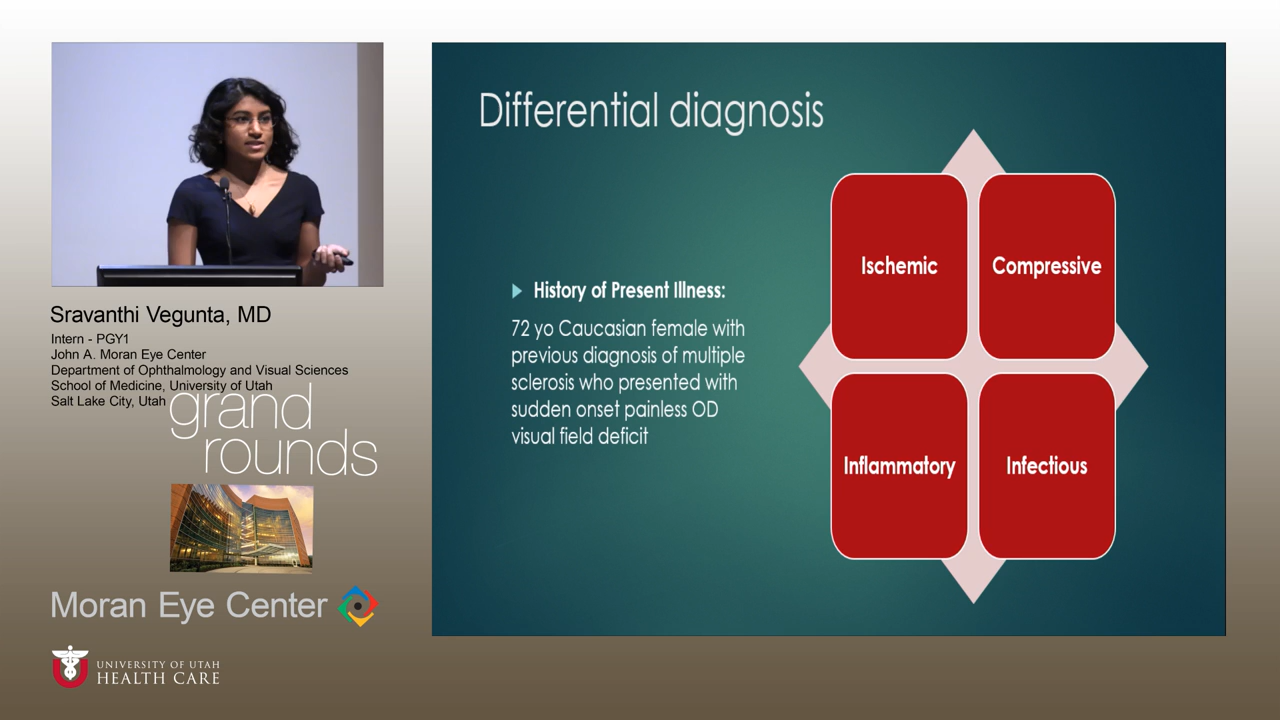 Sravanthi Vegunta, MD
Intern - PGY1
John A. Moran Eye Center
Department of Ophthalmology and Visual Sciences
School of Medicine, University of Utah
Salt Lake City, Utah
grand
rounds
Moran Eye Center
UNIVERSITY OF UTAH
HEALTH CARE
Differential diagnosis
History of Present Illness:
72 yo Caucasian female with
previous diagnosis of multiple
sclerosis who presented with
sudden onset painless OD
visual field deficit
Ischemic
Compressive
Inflammatory
Infectious